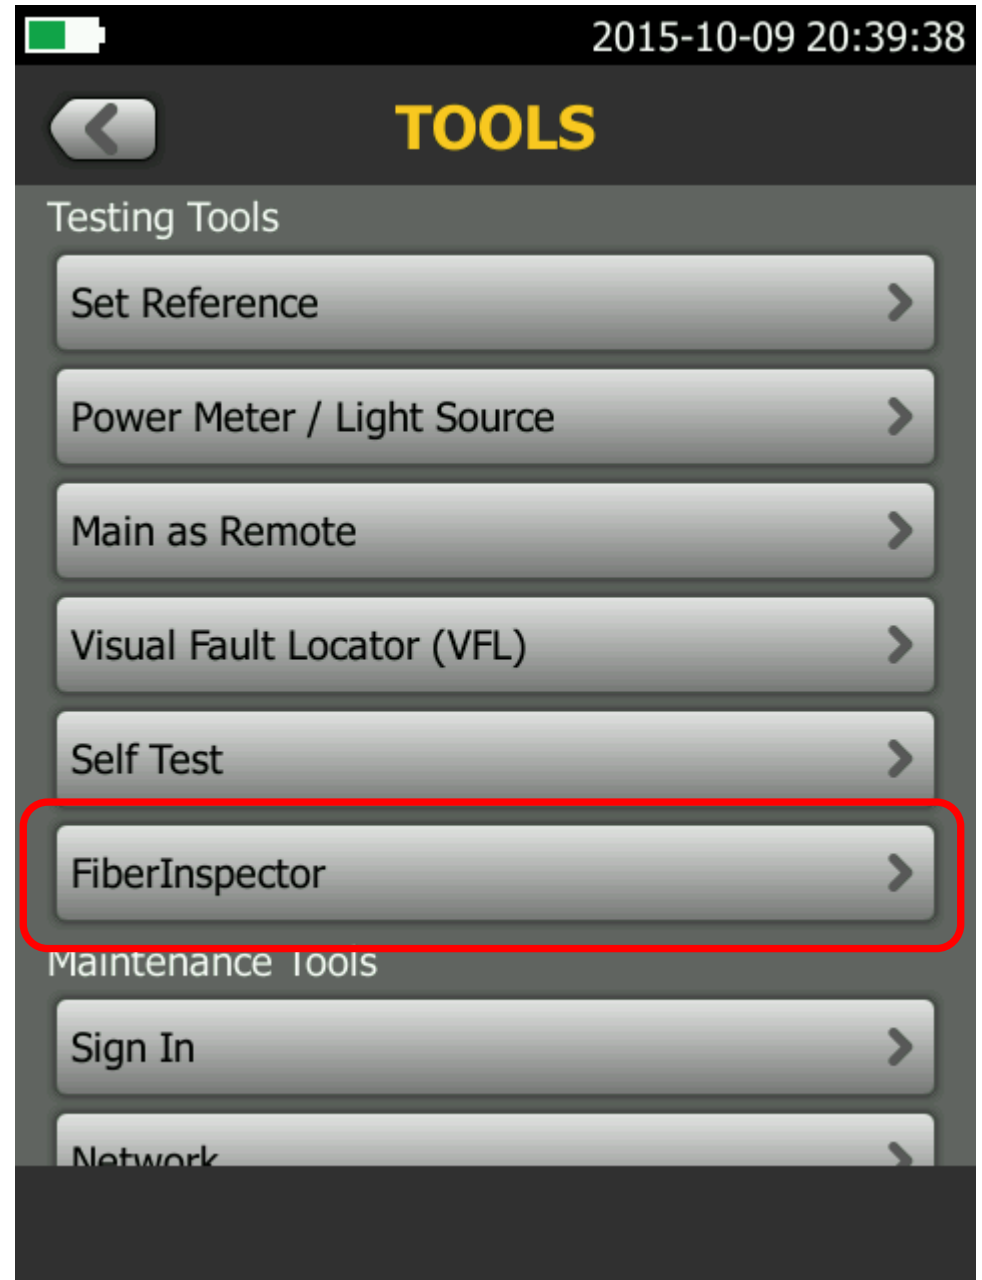 2015-10-09 20:39:38
TOOLS
Testing Tools
Set Reference
Power Meter / Light Source
Main as Remote
Visual Fault Locator (VFL)
Self Test
FiberInspector
Maintenance Tools
Sign In
Network